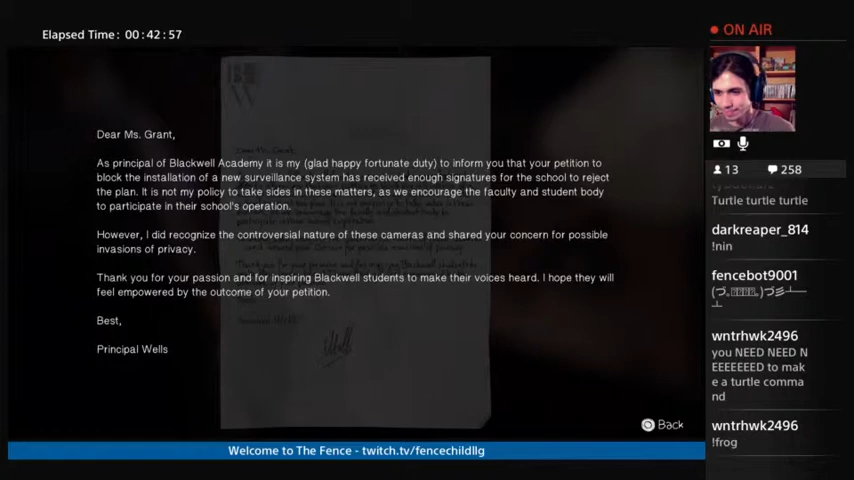 Elapsed Time : 00:42:57
ON AIR
Dear Ms. Grant,
As principal of Blackwell Academy it is my (glad happy fortunate duty) to inform you that your petition to
block the installation of a new surveillance system has received enough signatures for the school to reject
the plan. It is not my policy to take sides in these matters, as we encourage the faculty and student body
to participate in their school's operation.
However, I did recognize the controversial nature of these cameras and shared your concern for possible
invasions of privacy.
Thank you for your passion and for inspiring Blackwell students to make their voices heard. I hope they will
feel empowered by the outcome of your petition.
Best,
Principal Wells
Back
Welcome to The Fence - twitch.tv/fencechildllg
13
258
Turtle turtle turtle
darkreaper_814
!nin
fencebot9001
wntrhwk2496
you NEED NEED N
EEEEEEED to mak
e a turtle comma
nd
wntrhwk2496
!frog